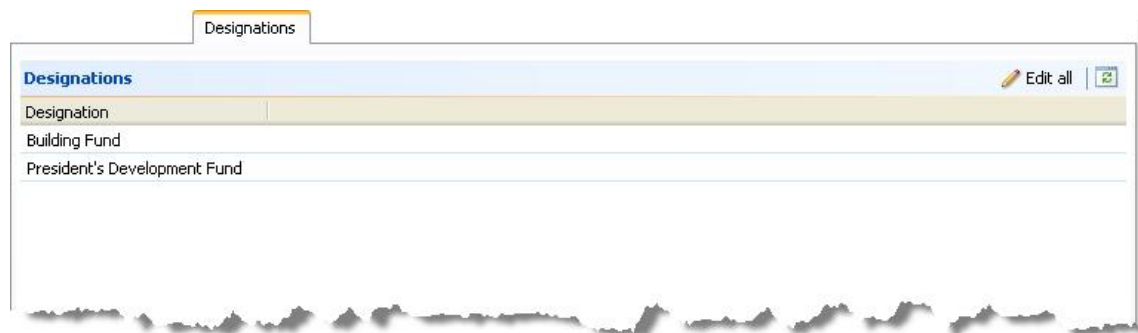 Designations
Designations Edit all
Designation
Building Fund
President's Development Fund